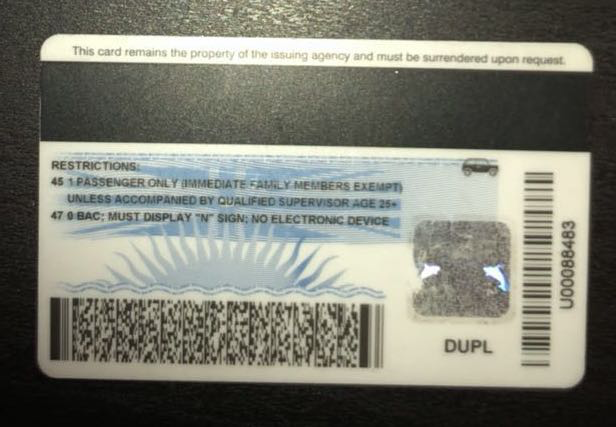 This card remains the property of the issuing agency and must be surrendered upon request.
RESTRICTIONS:
45 1 PASSENGER ONLY (IMMEDIATE FAMILY MEMBERS EXEMPT)
UNLESS ACCOMPANIED BY QUALIFIED SUPERVISOR AGE 25+
47 0 BAC; MUST DISPLAY "N" SIGN; NO ELECTRONIC DEVICE
U00088483
DUPL